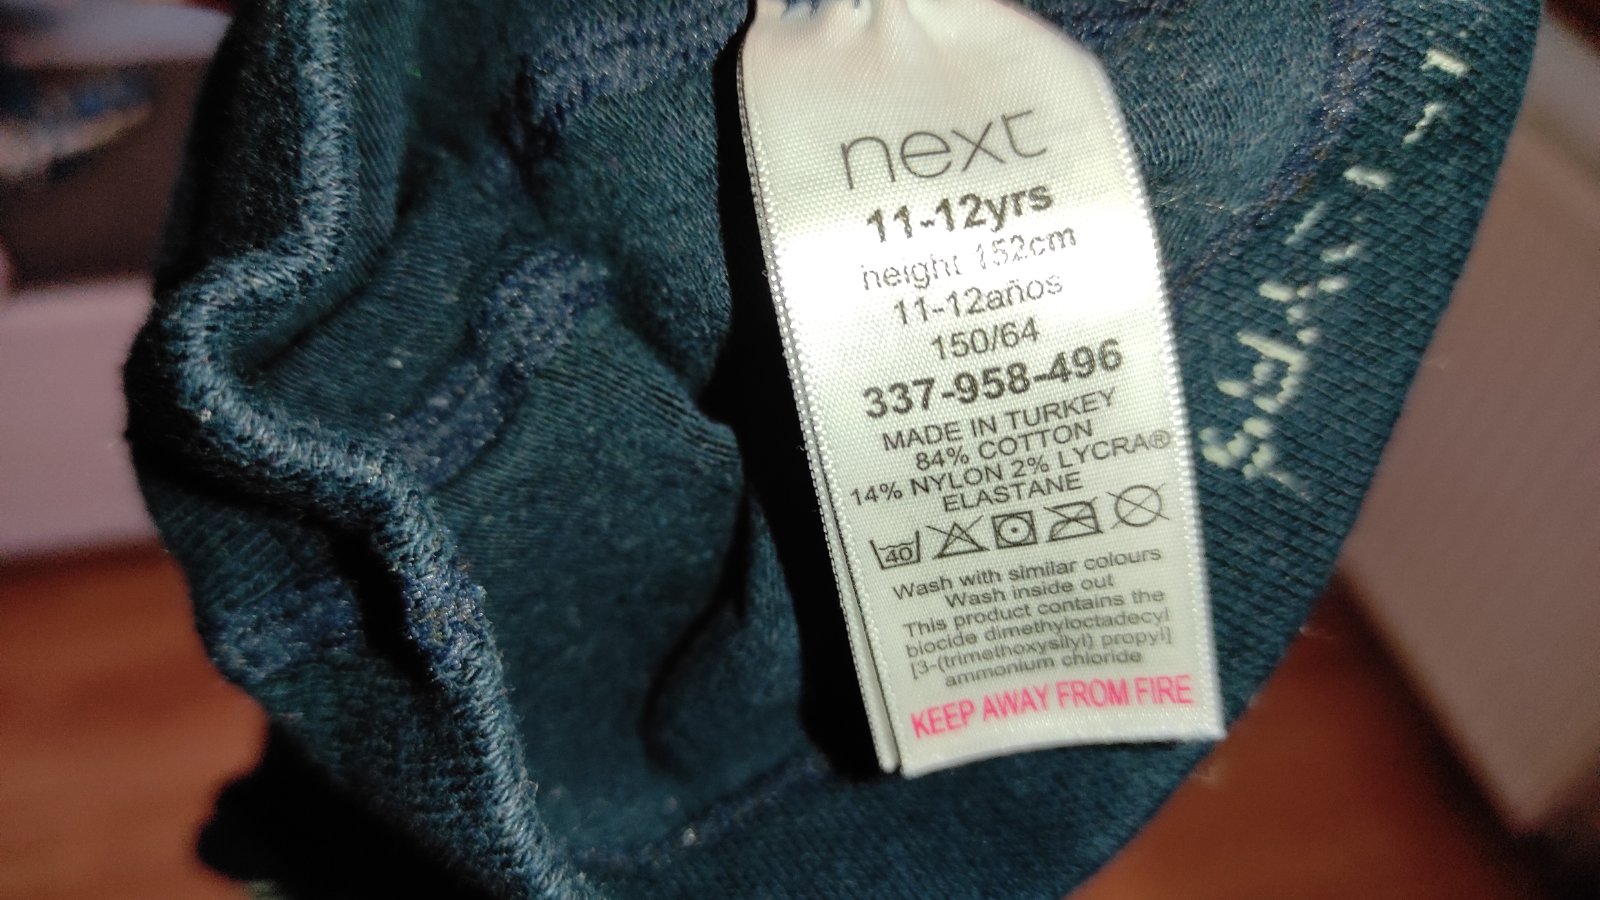 next
11-12yrs
height 152cm
11-12años
150/64
337-958-496
MADE IN TURKEY
84% COTTON
14% NYLON 2% LYCRA®
ELASTANE
40
Wash with similar colours
Wash inside out
This product contains the
biocide dimethyloctadecyl
[3-(trimethoxysilyl) propyl]
ammonium chloride
KEEP AWAY FROM FIRE